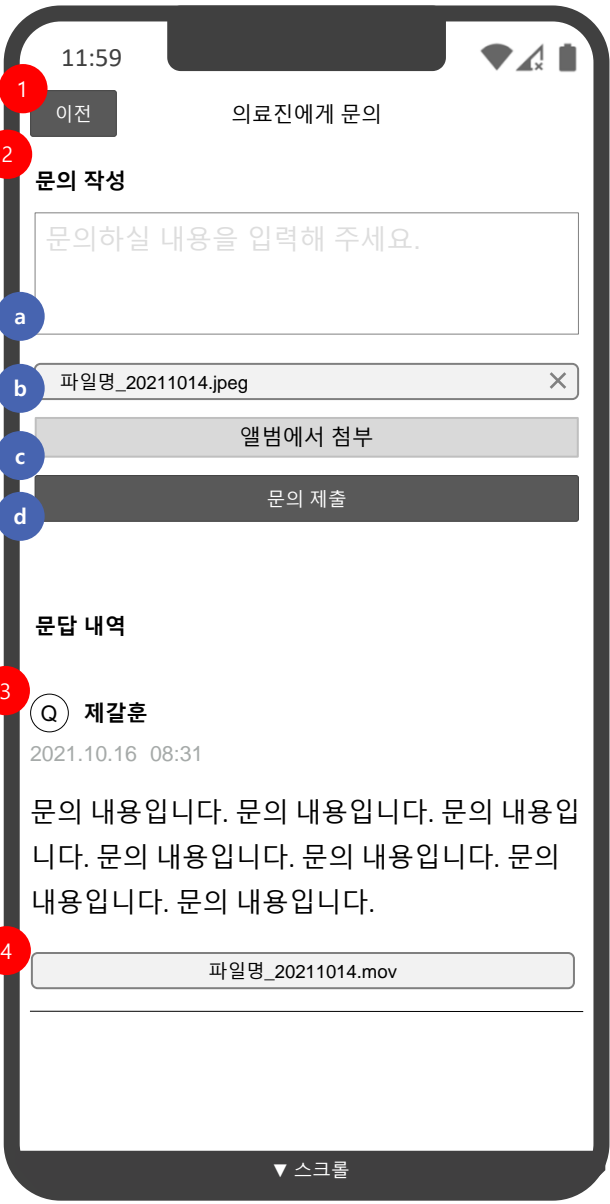 11:59
1
이전
의료진에게 문의
2
문의 작성
문의하실 내용을 입력해 주세요.
a
b
파일명_20211014.jpeg
앨범에서 첨부
c
문의 제출
d
문답 내역
3
Q 제갈훈
2021.10.16 08:31
문의 내용입니다. 문의 내용입니다. 문의 내용입
니다. 문의 내용입니다. 문의 내용입니다. 문의
내용입니다. 문의 내용입니다.
4
파일명_20211014.mov
▼ 스크롤